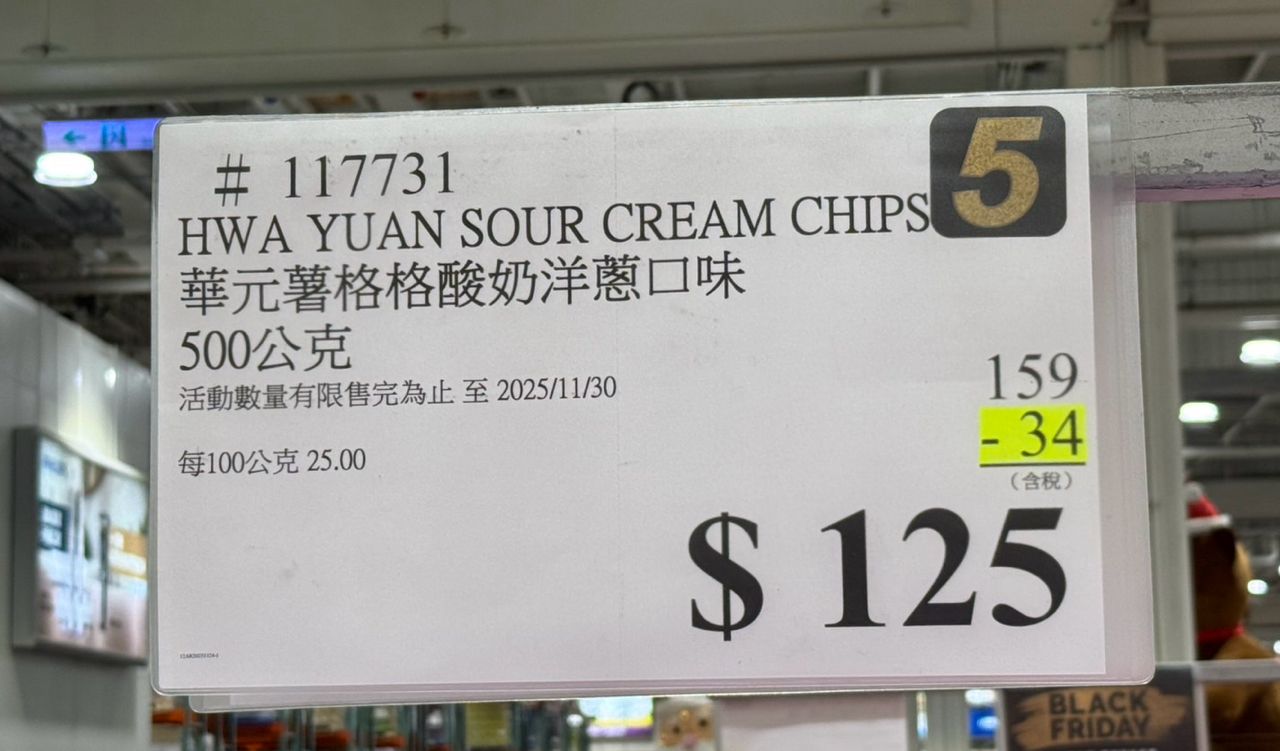 # 117731
5
HWA YUAN SOUR CREAM CHIPS
華元薯格格酸奶洋蔥口味
500公克
活動數量有限售完為止 至 2025/11/30
159
- 34
每100公克 25.00
(含稅)
$ 125
BLACK
FRIDAY